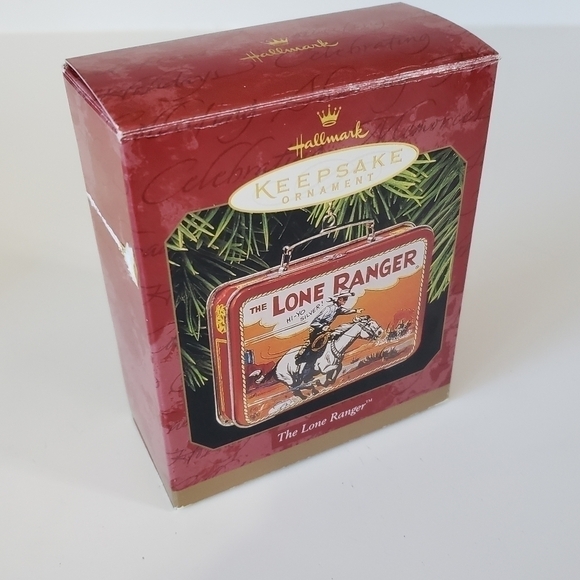 Hallmark
Hallmark
KEEPSAKE
ORNAMENT
THE LONE RANGER
HI-YO
SILVER!
The Lone Ranger™